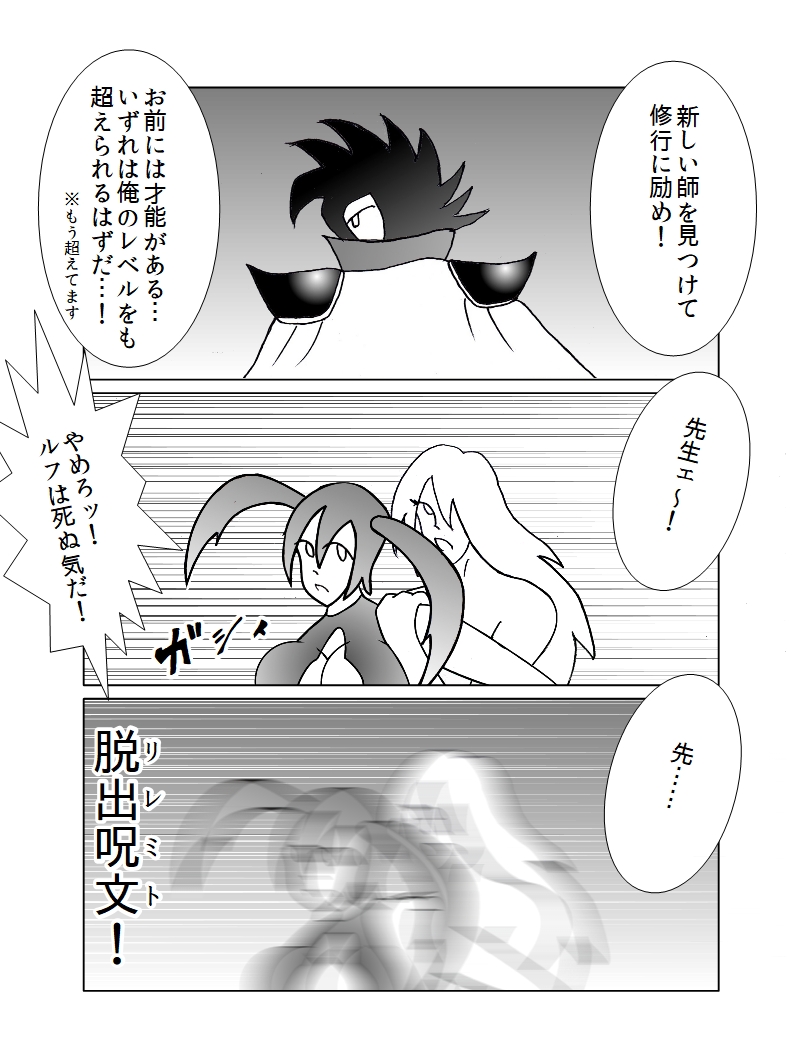 新しい師を見つけて
修行に励め！
お前には才能がある…
いずれは俺のレベルをも
超えられるはずだ…！
※もう超えてます
先生ェ～！
やめろッ！
ルフは死ぬ気だ！
ガシッ
先……
リレミト
脱出呪文！